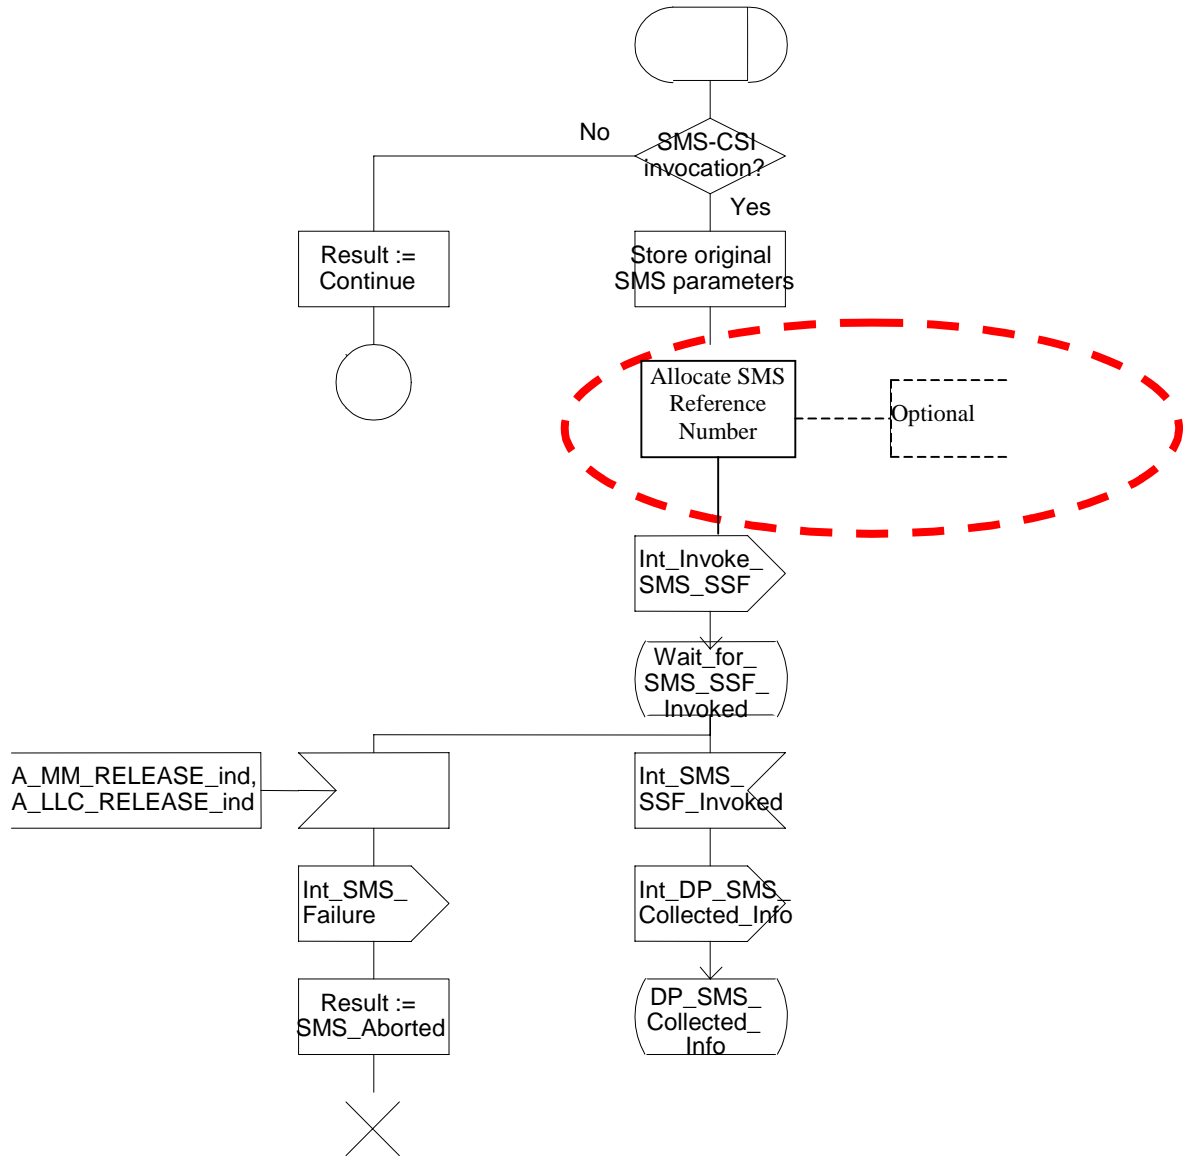 No
SMS-CSI
invocation?
Yes
Result :=
Continue
Store original
SMS parameters
Allocate SMS
Reference
Number
Optional
Int_Invoke_
SMS_SSF
Wait_for_
SMS_SSF_
Invoked
A_MM_RELEASE_ind,
A_LLC_RELEASE_ind
Int_SMS_
SSF_Invoked
Int_SMS_
Failure
Int_DP_SMS_
Collected_Info
Result :=
SMS_Aborted
DP_SMS_
Collected_
Info